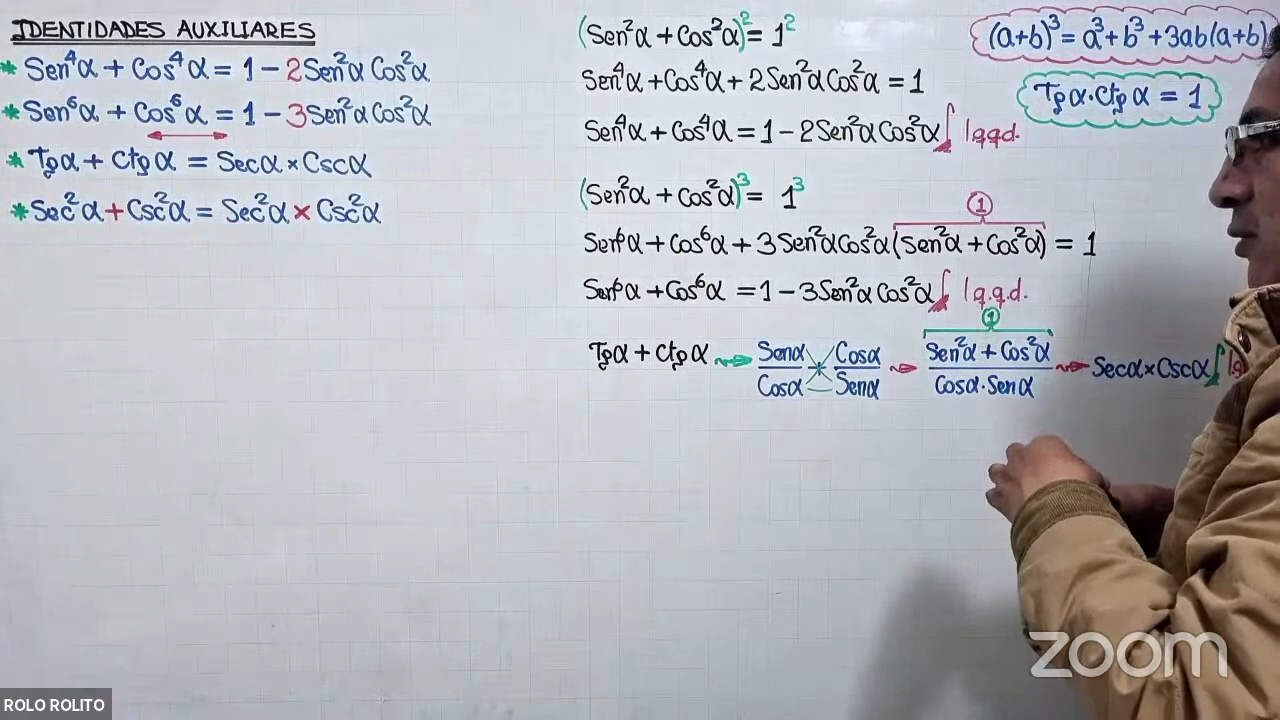 IDENTIDADES AUXILIARES
* Sen⁴α + Cos⁴α = 1 - 2Sen²α Cos²α
* Sen⁶α + Cos⁶α = 1 - 3Sen²α Cos²α
* Tgα + Ctgα = Secα × Cscα
* Sec²α + Csc²α = Sec²α × Csc²α
(Sen²α + Cos²α)² = 1²
Sen⁴α + Cos⁴α + 2Sen²α Cos²α = 1
Sen⁴α + Cos⁴α = 1 - 2Sen²α Cos²α lqqd.
(Sen²α + Cos²α)³ = 1³
1
Sen⁶α + Cos⁶α + 3Sen²αCos²α(Sen²α + Cos²α) = 1
Sen⁶α + Cos⁶α = 1 - 3Sen²α Cos²α lq.q.d.
1
Tgα + Ctgα → Senα/Cosα + Cosα/Senα → (Sen²α + Cos²α)/(Cosα·Senα) → Secα×Cscα
(a+b)³ = a³ + b³ + 3ab(a+b)
Tgα·Ctgα = 1
zoom
ROLO ROLITO